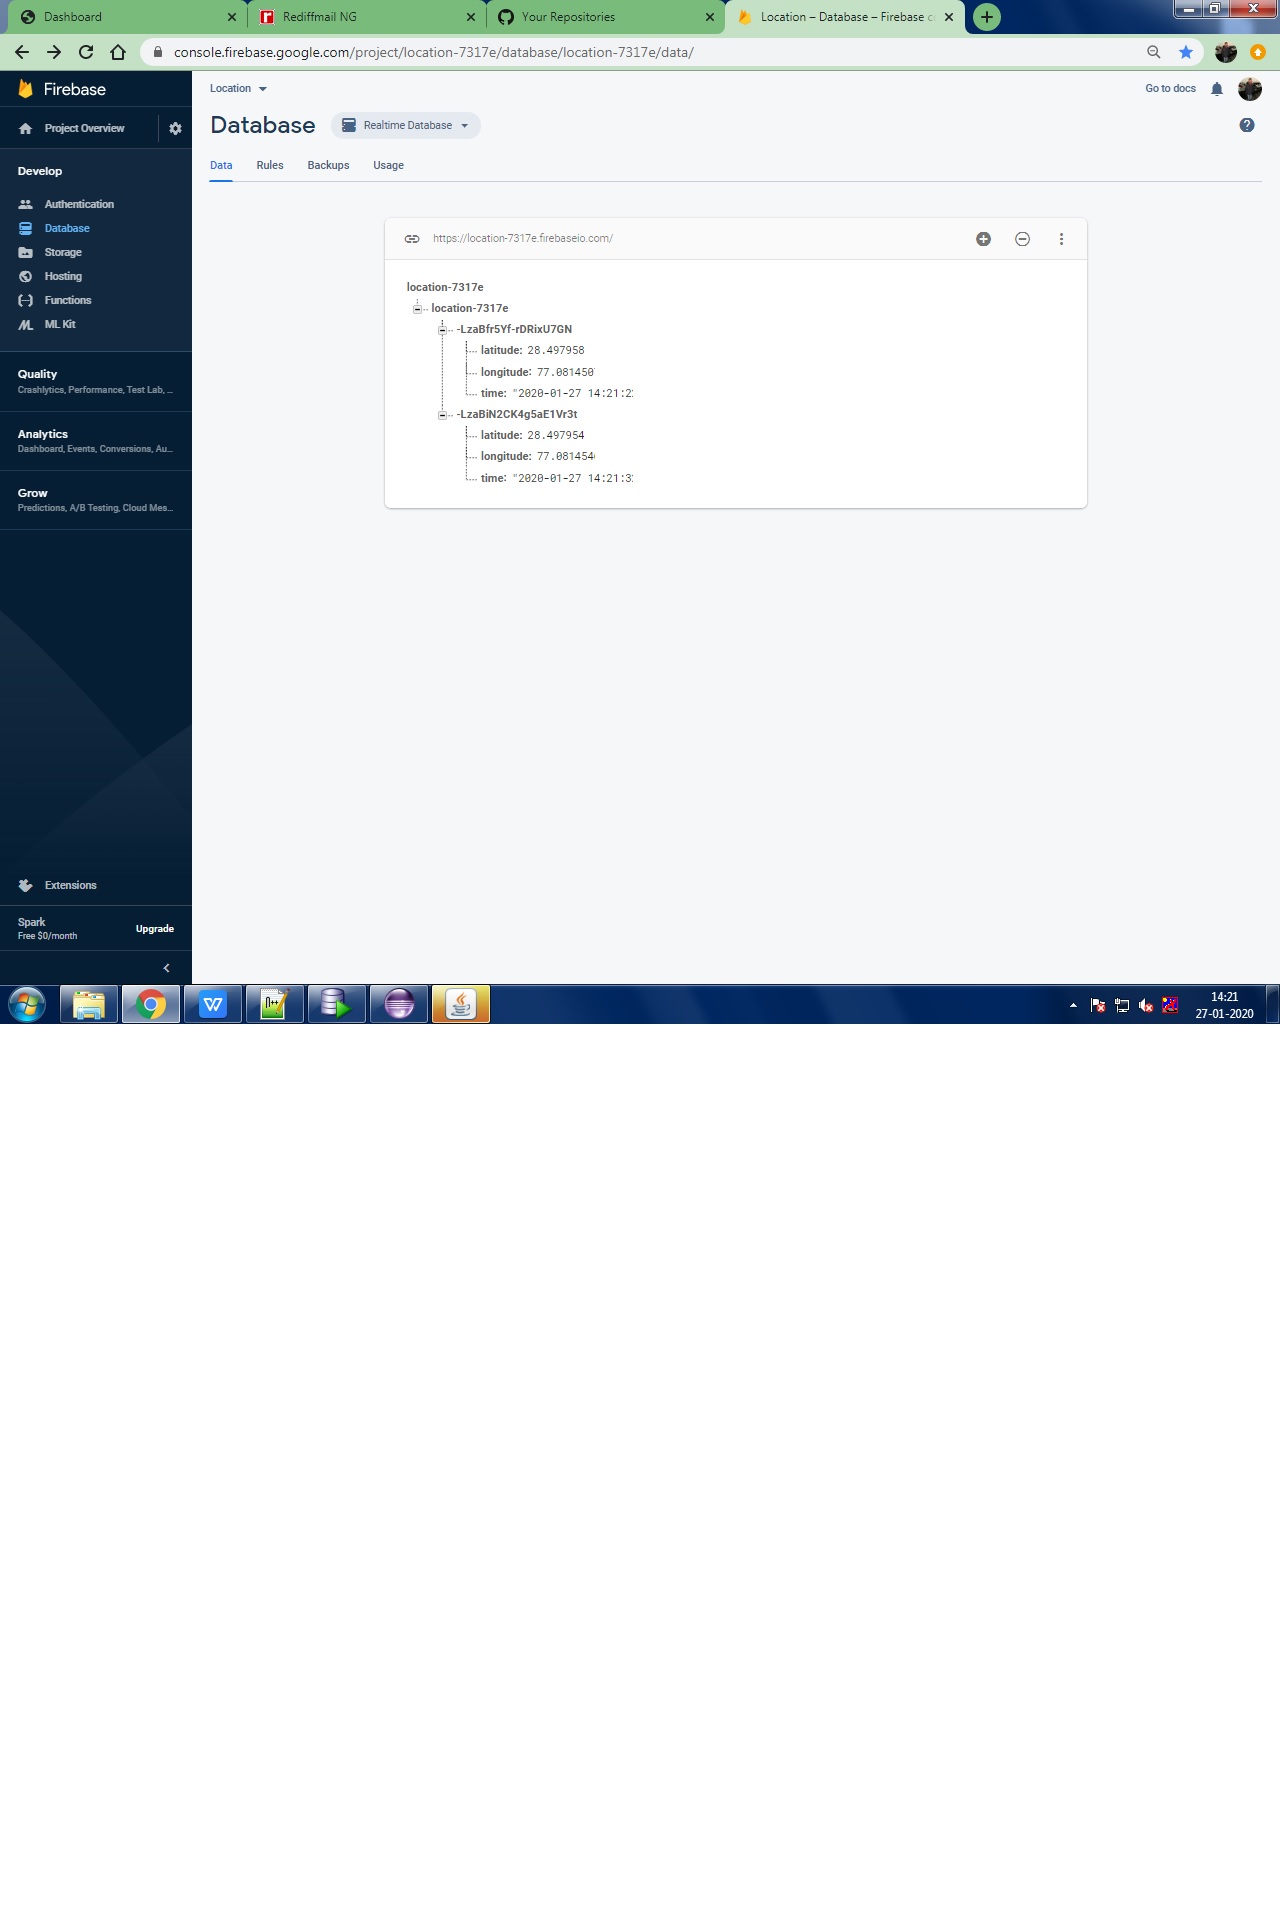 Dashboard
Rediffmail NG
Your Repositories
Location – Database – Firebase c
console.firebase.google.com/project/location-7317e/database/location-7317e/data/
Firebase
Location
Go to docs
Project Overview
Database
Realtime Database
Develop
Data
Rules
Backups
Usage
Authentication
Database
Storage
Hosting
Functions
ML Kit
https://location-7317e.firebaseio.com/
location-7317e
location-7317e
-LzaBfr5Yf-rDRixU7GN
latitude: 28.497958
longitude: 77.081450
time: "2020-01-27 14:21:2
-LzaBiN2CK4g5aE1Vr3t
latitude: 28.497954
longitude: 77.081454
time: "2020-01-27 14:21:3
Quality
Crashlytics, Performance, Test Lab, ...
Analytics
Dashboard, Events, Conversions, Au...
Grow
Predictions, A/B Testing, Cloud Mes...
Extensions
Spark
Free $0/month
Upgrade
14:21
27-01-2020